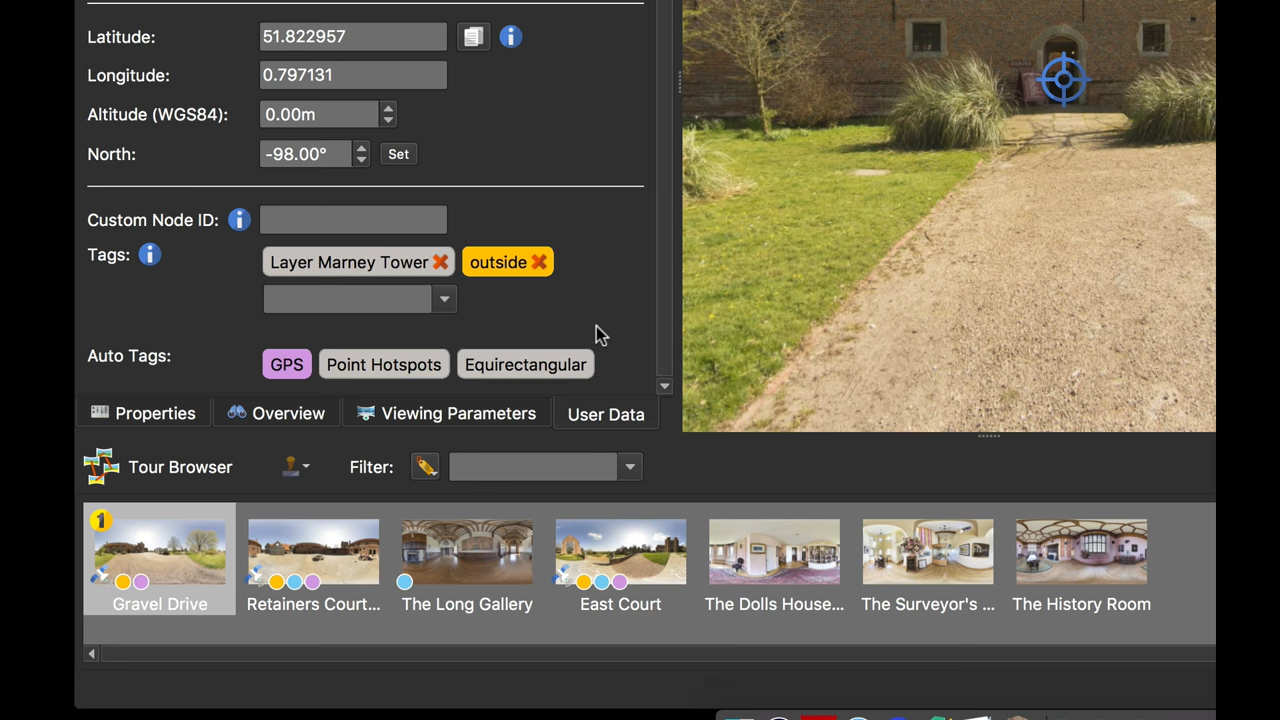 Latitude: 51.822957
Longitude: 0.797131
Altitude (WGS84): 0.00m
North: -98.00° Set
Custom Node ID:
Tags: Layer Marney Tower outside
Auto Tags: GPS Point Hotspots Equirectangular
Properties Overview Viewing Parameters User Data
Tour Browser Filter:
1
Gravel Drive Retainers Court... The Long Gallery East Court The Dolls House... The Surveyor's ... The History Room